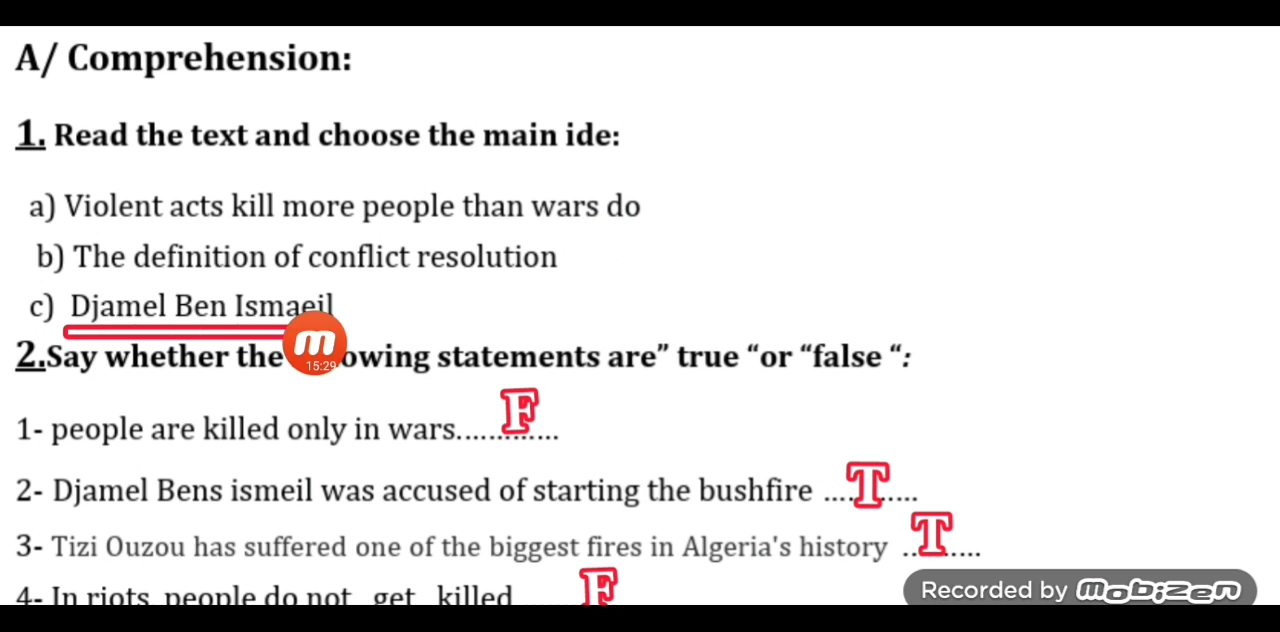 A/ Comprehension:
1. Read the text and choose the main ide:
a) Violent acts kill more people than wars do
b) The definition of conflict resolution
c) Djamel Ben Ismaeil
m
15:29
2.Say whether the owing statements are” true “or “false “:
1- people are killed only in wars.............. F
2- Djamel Bens ismeil was accused of starting the bushfire ............ T
3- Tizi Ouzou has suffered one of the biggest fires in Algeria's history .......... T
4- In riots people do not get killed F
Recorded by mobizen